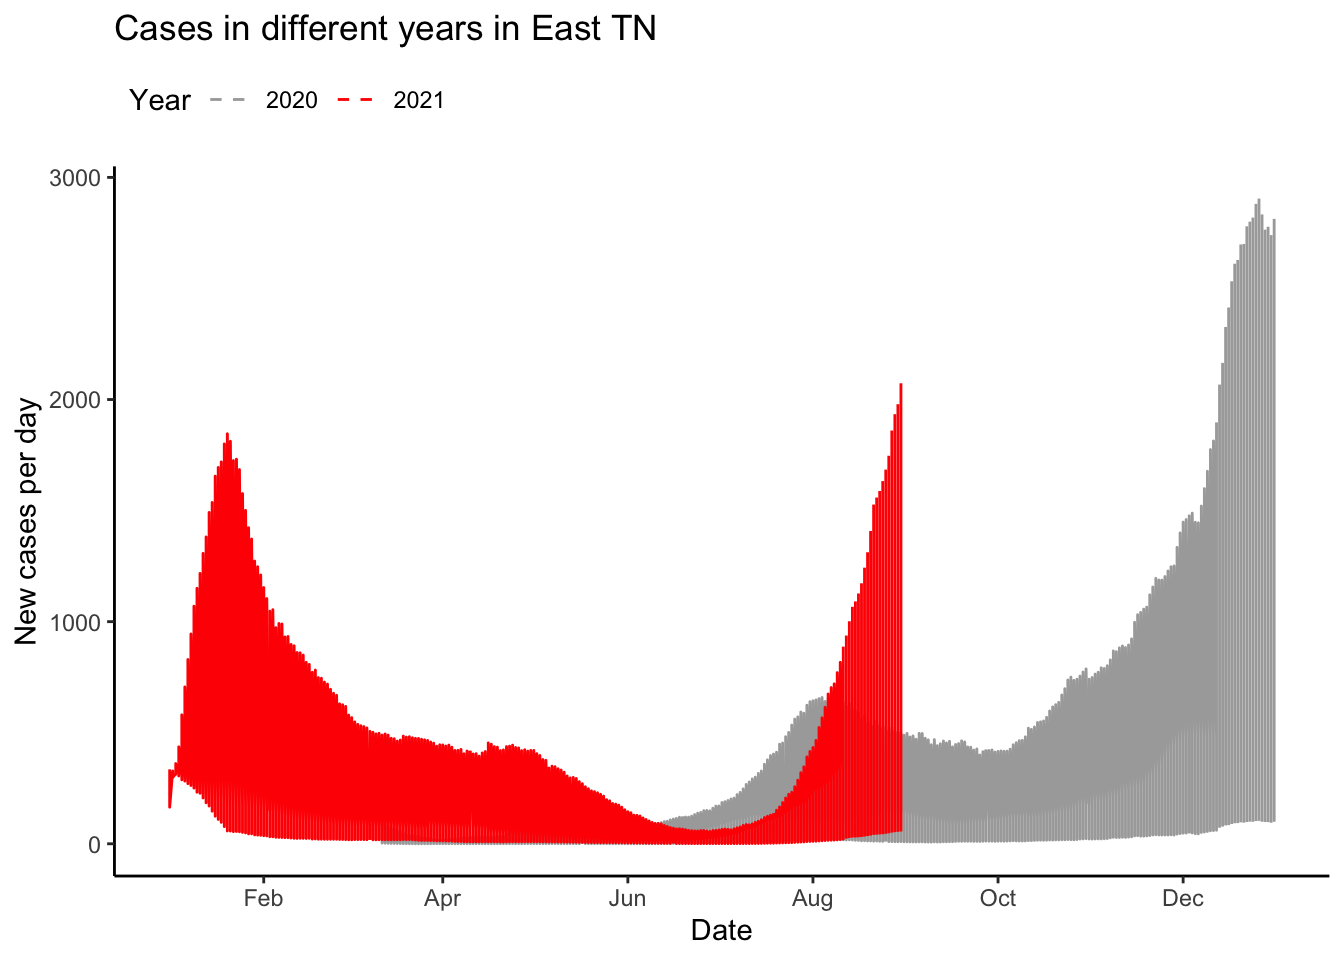 Cases in different years in East TN
Year 2020 2021
3000
2000
1000
0
New cases per day
Feb Apr Jun Aug Oct Dec
Date